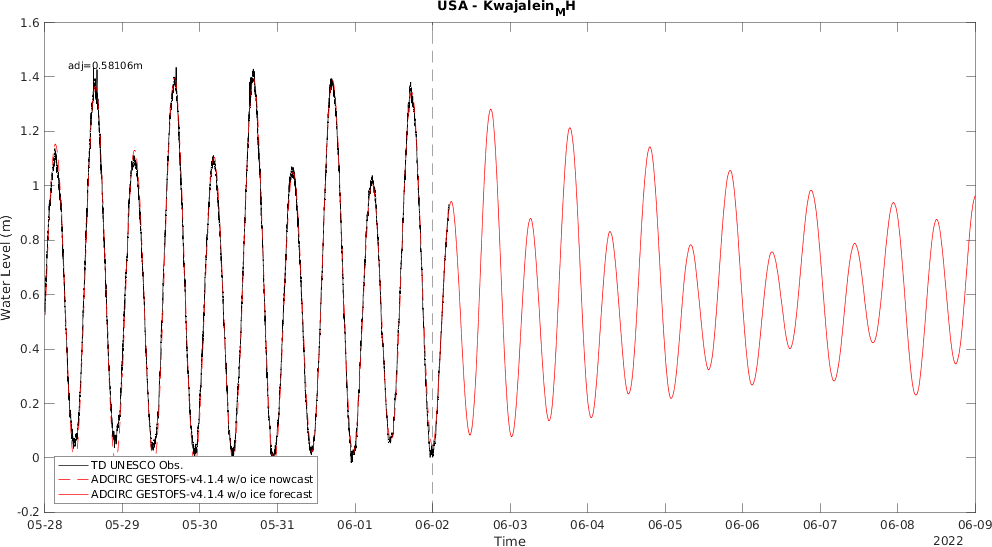 USA - Kwajalein_MH
adj=0.58106m
Water Level (m)
1.6
1.4
1.2
1
0.8
0.6
0.4
0.2
0
-0.2
TD UNESCO Obs.
ADCIRC GESTOFS-v4.1.4 w/o ice nowcast
ADCIRC GESTOFS-v4.1.4 w/o ice forecast
05-28 05-29 05-30 05-31 06-01 06-02 06-03 06-04 06-05 06-06 06-07 06-08 06-09
Time
2022